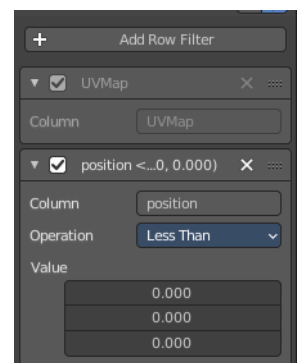 Add Row Filter
UVMap
Column UVMap
position <...0, 0.000)
Column position
Operation Less Than
Value
0.000
0.000
0.000